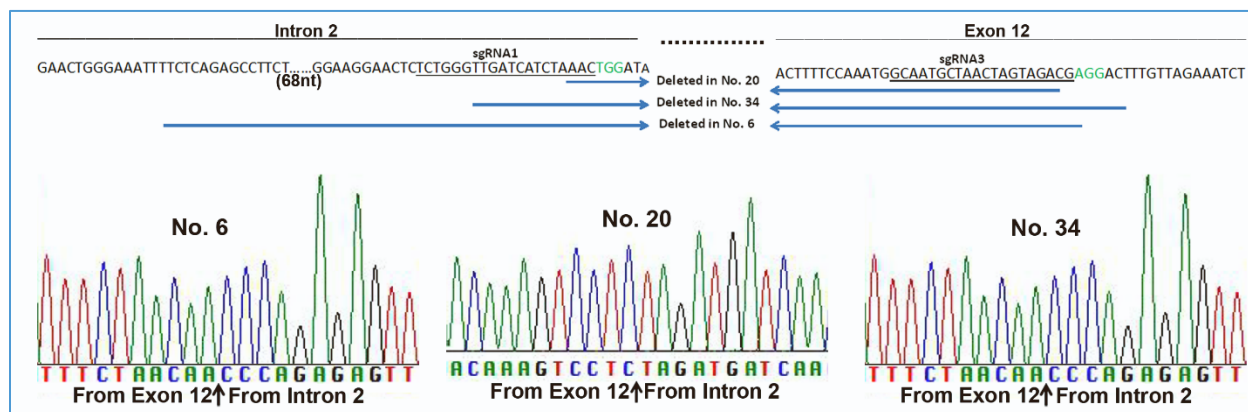 Intron 2
Exon 12
sgRNA1
sgRNA3
GAACTGGGAAATTTTCTCAGAGCCTTCT......GGAAGGAACTCTCTGGGTTGATCATCTAAACTGGATA
ACTTTTCCAAATGGCAATGCTAACTAGTAGACGAGGACTTTGTTAGAAATCT
(68nt)
Deleted in No. 20
Deleted in No. 34
Deleted in No. 6
No. 6
No. 20
No. 34
TTTCTAACAACCCAGAGAGTT
ACAAAGTCCTCTAGATGATCAA
TTTCTAACAACCCAGAGAGTT
From Exon 12 From Intron 2
From Exon 12 From Intron 2
From Exon 12 From Intron 2